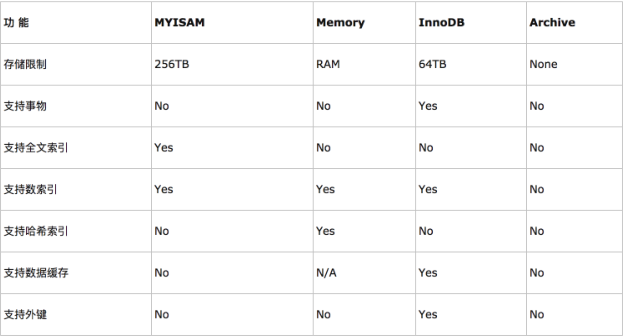 功 能 MYISAM Memory InnoDB Archive
存储限制 256TB RAM 64TB None
支持事物 No No Yes No
支持全文索引 Yes No No No
支持数索引 Yes Yes Yes No
支持哈希索引 No Yes No No
支持数据缓存 No N/A Yes No
支持外键 No No Yes No